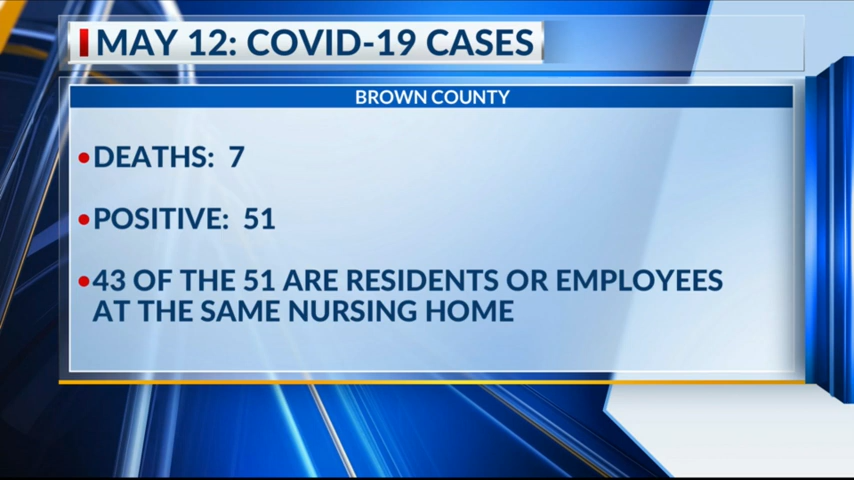 MAY 12: COVID-19 CASES
BROWN COUNTY
•DEATHS: 7
•POSITIVE: 51
•43 OF THE 51 ARE RESIDENTS OR EMPLOYEES
AT THE SAME NURSING HOME